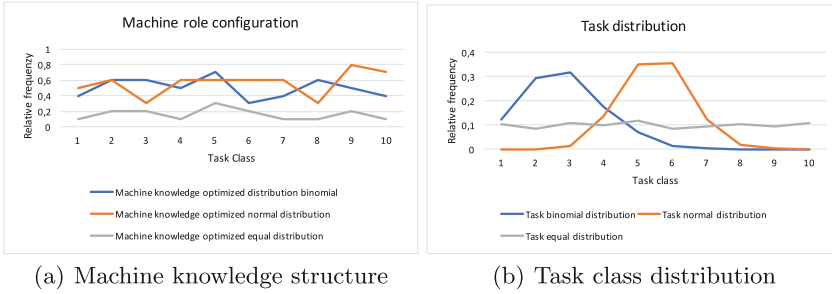 Machine role configuration
Relative frequenzy
1
0,8
0,6
0,4
0,2
0
1 2 3 4 5 6 7 8 9 10
Task Class
Machine knowledge optimized distribution binomial
Machine knowledge optimized normal distribution
Machine knowledge optimized equal distribution
(a) Machine knowledge structure
Task distribution
Relative frequency
0,4
0,3
0,2
0,1
0
1 2 3 4 5 6 7 8 9 10
Task class
Task binomial distribution Task normal distribution
Task equal distribution
(b) Task class distribution